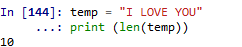 In [144]: temp = "I LOVE YOU"
     ...: print (len(temp))
10